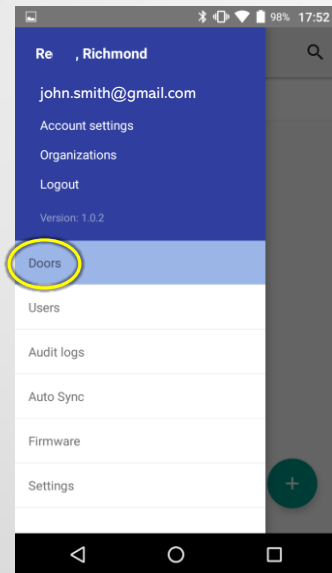 98% 17:52
Re , Richmond
john.smith@gmail.com
Account settings
Organizations
Logout
Version: 1.0.2
Doors
Users
Audit logs
Auto Sync
Firmware
Settings
+